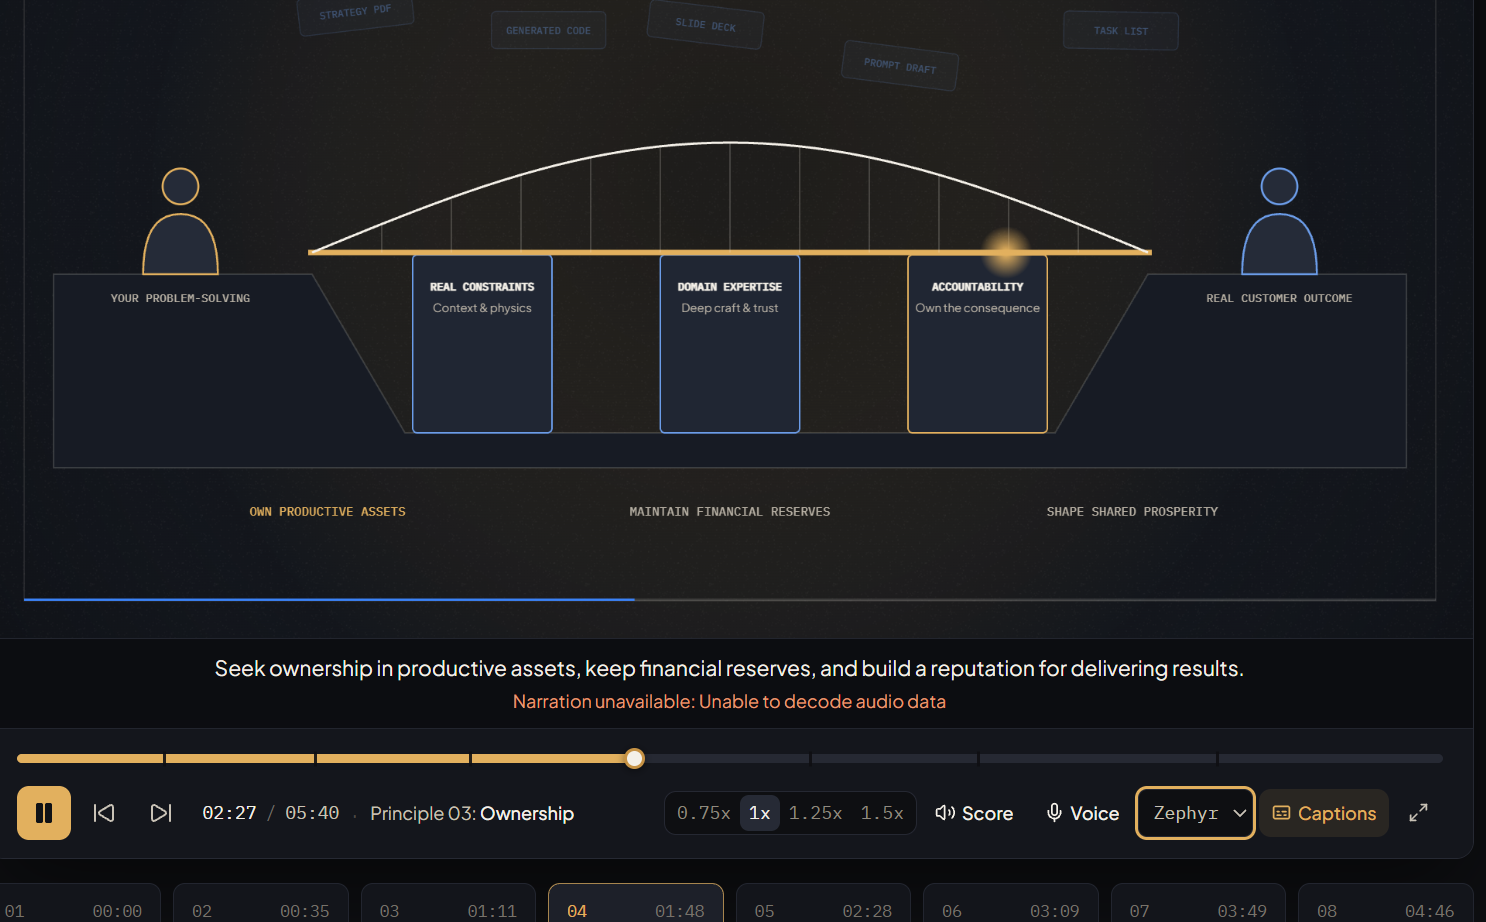 STRATEGY PDF
GENERATED CODE
SLIDE DECK
PROMPT DRAFT
TASK LIST
YOUR PROBLEM-SOLVING
REAL CONSTRAINTS
Context & physics
DOMAIN EXPERTISE
Deep craft & trust
ACCOUNTABILITY
Own the consequence
REAL CUSTOMER OUTCOME
OWN PRODUCTIVE ASSETS
MAINTAIN FINANCIAL RESERVES
SHAPE SHARED PROSPERITY
Seek ownership in productive assets, keep financial reserves, and build a reputation for delivering results.
Narration unavailable: Unable to decode audio data
02:27 / 05:40 · Principle 03: Ownership
0.75x 1x 1.25x 1.5x
Score
Voice
Zephyr
Captions
01 00:00
02 00:35
03 01:11
04 01:48
05 02:28
06 03:09
07 03:49
08 04:46